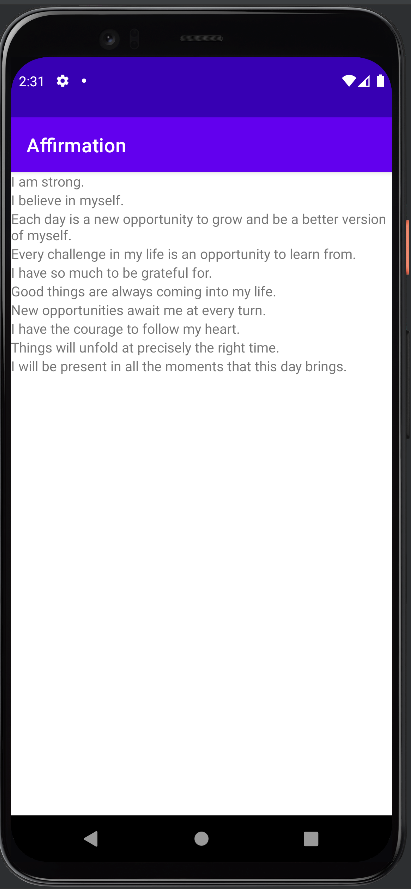 2:31
Affirmation
I am strong.
I believe in myself.
Each day is a new opportunity to grow and be a better version
of myself.
Every challenge in my life is an opportunity to learn from.
I have so much to be grateful for.
Good things are always coming into my life.
New opportunities await me at every turn.
I have the courage to follow my heart.
Things will unfold at precisely the right time.
I will be present in all the moments that this day brings.